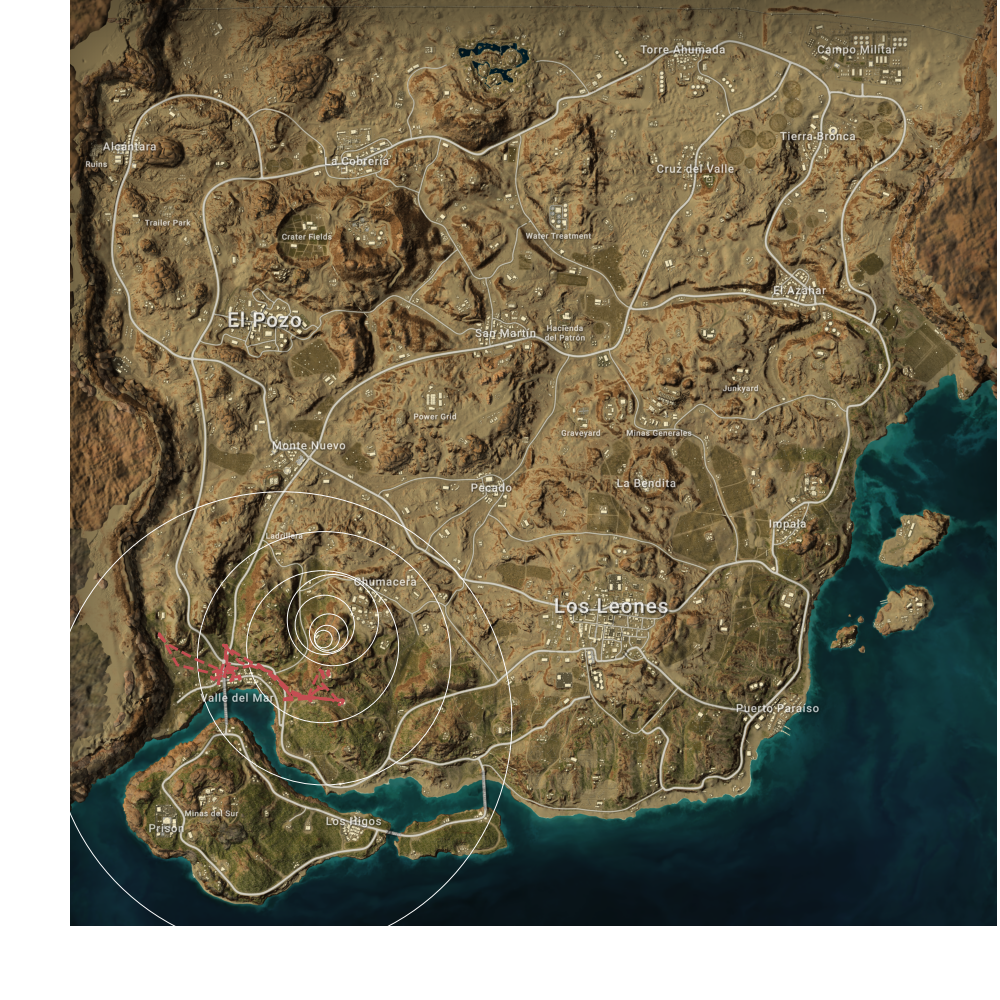 Torre Ahumada
Campo Militar
Tierra Bronca
Alcantara
Ruins
La Cobreria
Cruz del Valle
Trailer Park
Crater Fields
Water Treatment
El Azahar
El Pozo
San Martin
Hacienda
del Patrón
Junkyard
Power Grid
Graveyard
Minas Generales
Monte Nuevo
La Bendita
Pecado
Impala
Ladrillera
Chumacera
Los Leones
Valle del Mar
Puerto Paraiso
Minas del Sur
Prison
Los Higos